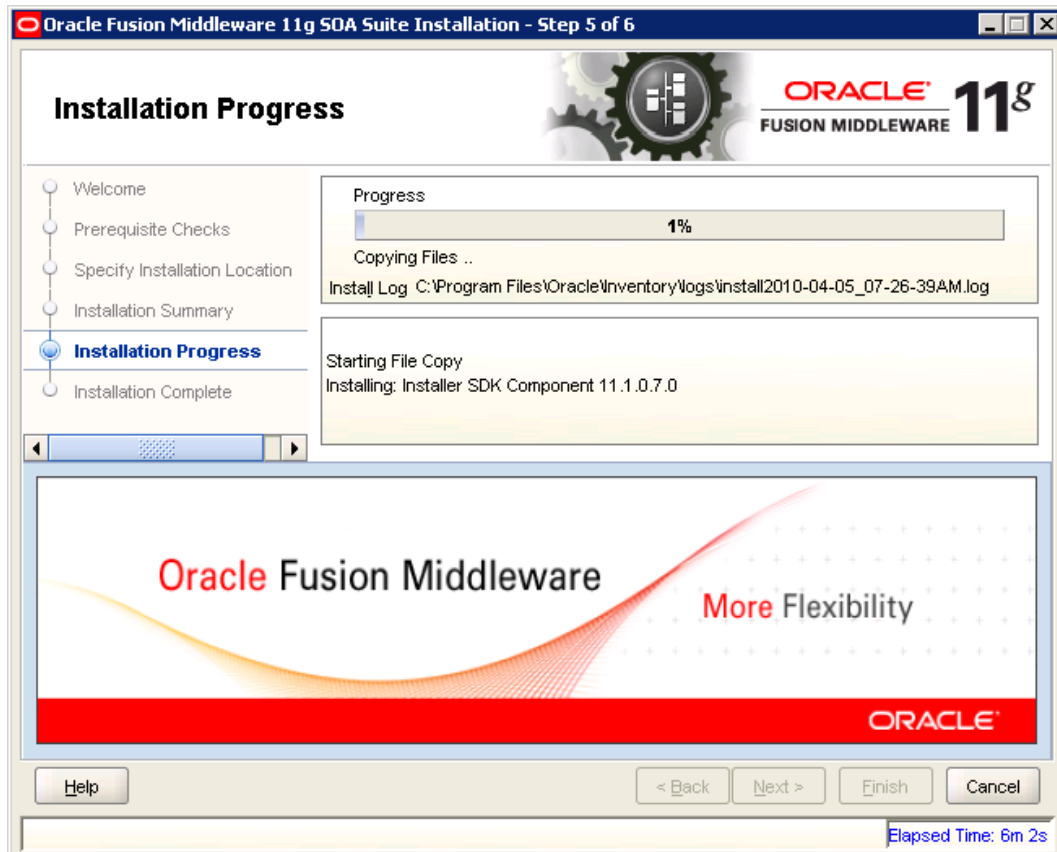 Oracle Fusion Middleware 11g SOA Suite Installation - Step 5 of 6
Installation Progress
ORACLE 11g
FUSION MIDDLEWARE
Welcome
Prerequisite Checks
Specify Installation Location
Installation Summary
Installation Progress
Installation Complete
Progress
1%
Copying Files ..
Install Log C:\Program Files\Oracle\Inventory\logs\install2010-04-05_07-26-39AM.log
Starting File Copy
Installing: Installer SDK Component 11.1.0.7.0
Oracle Fusion Middleware
More Flexibility
ORACLE
Help
< Back
Next >
Finish
Cancel
Elapsed Time: 6m 2s